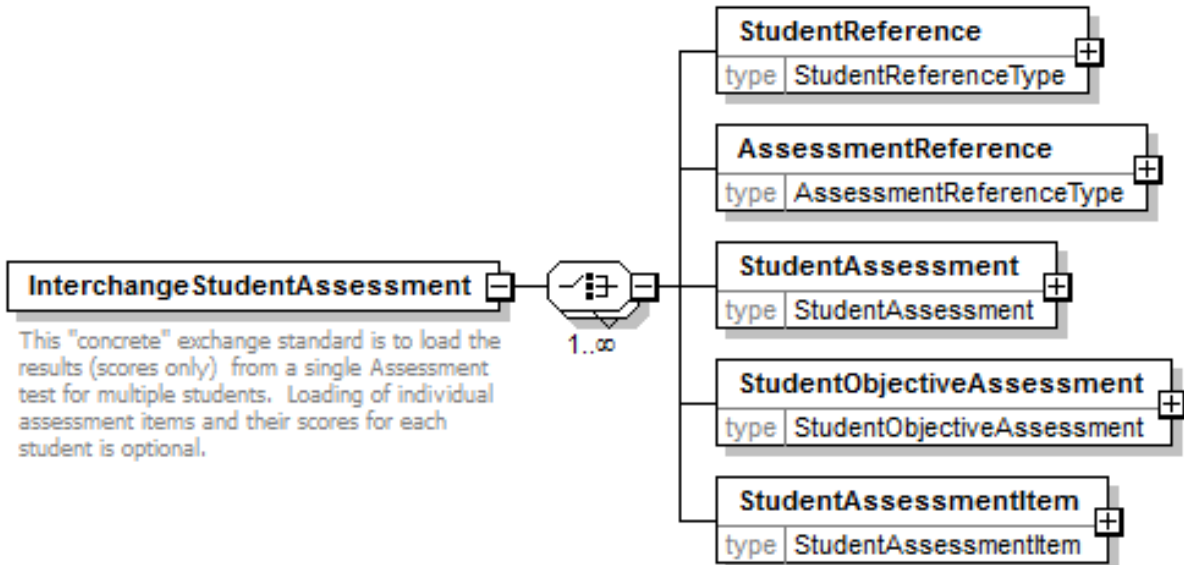 StudentReference
type StudentReferenceType
AssessmentReference
type AssessmentReferenceType
StudentAssessment
type StudentAssessment
InterchangeStudentAssessment
This "concrete" exchange standard is to load the
results (scores only) from a single Assessment
test for multiple students. Loading of individual
assessment items and their scores for each
student is optional.
1..∞
StudentObjectiveAssessment
type StudentObjectiveAssessment
StudentAssessmentItem
type StudentAssessmentItem